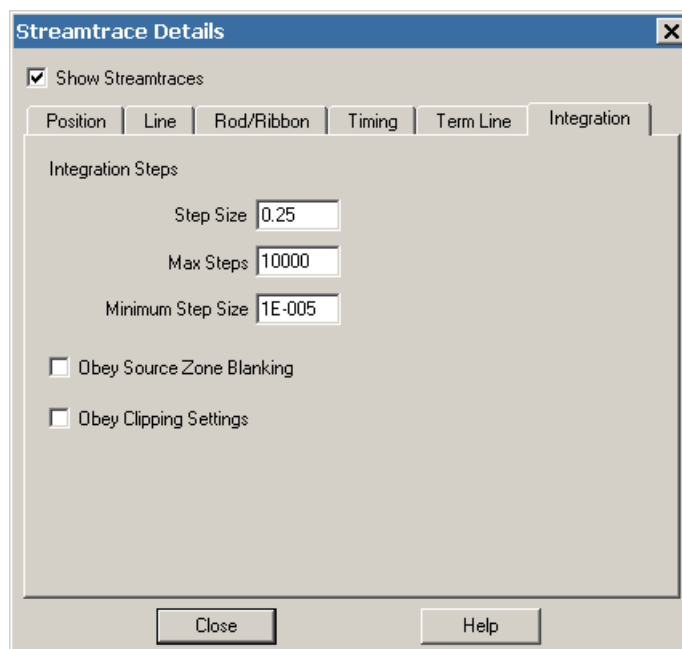 Streamtrace Details
Show Streamtraces
Position Line Rod/Ribbon Timing Term Line Integration
Integration Steps
Step Size 0.25
Max Steps 10000
Minimum Step Size 1E-005
Obey Source Zone Blanking
Obey Clipping Settings
Close Help